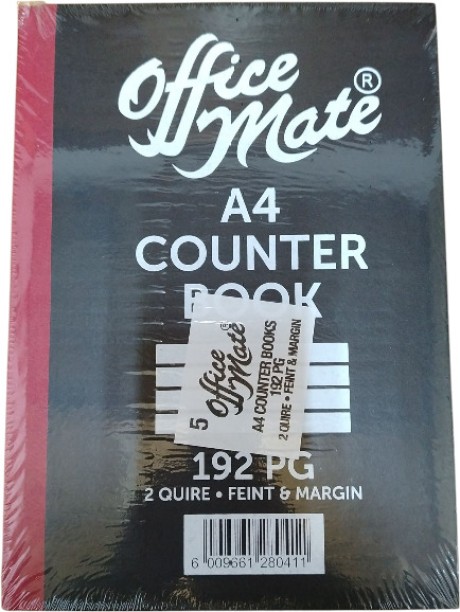 Office Mate ®
A4
COUNTER
BOOK
5 Office Mate ®
A4 COUNTER BOOKS
192 PG
2 QUIRE • FEINT & MARGIN
192 PG
2 QUIRE • FEINT & MARGIN
6 009661 280411